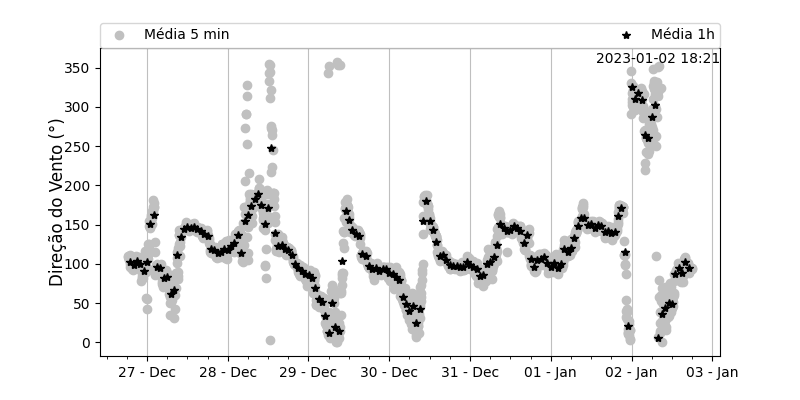 Média 5 min
Média 1h
2023-01-02 18:21
Direção do Vento (°)
350
300
250
200
150
100
50
0
27 - Dec
28 - Dec
29 - Dec
30 - Dec
31 - Dec
01 - Jan
02 - Jan
03 - Jan